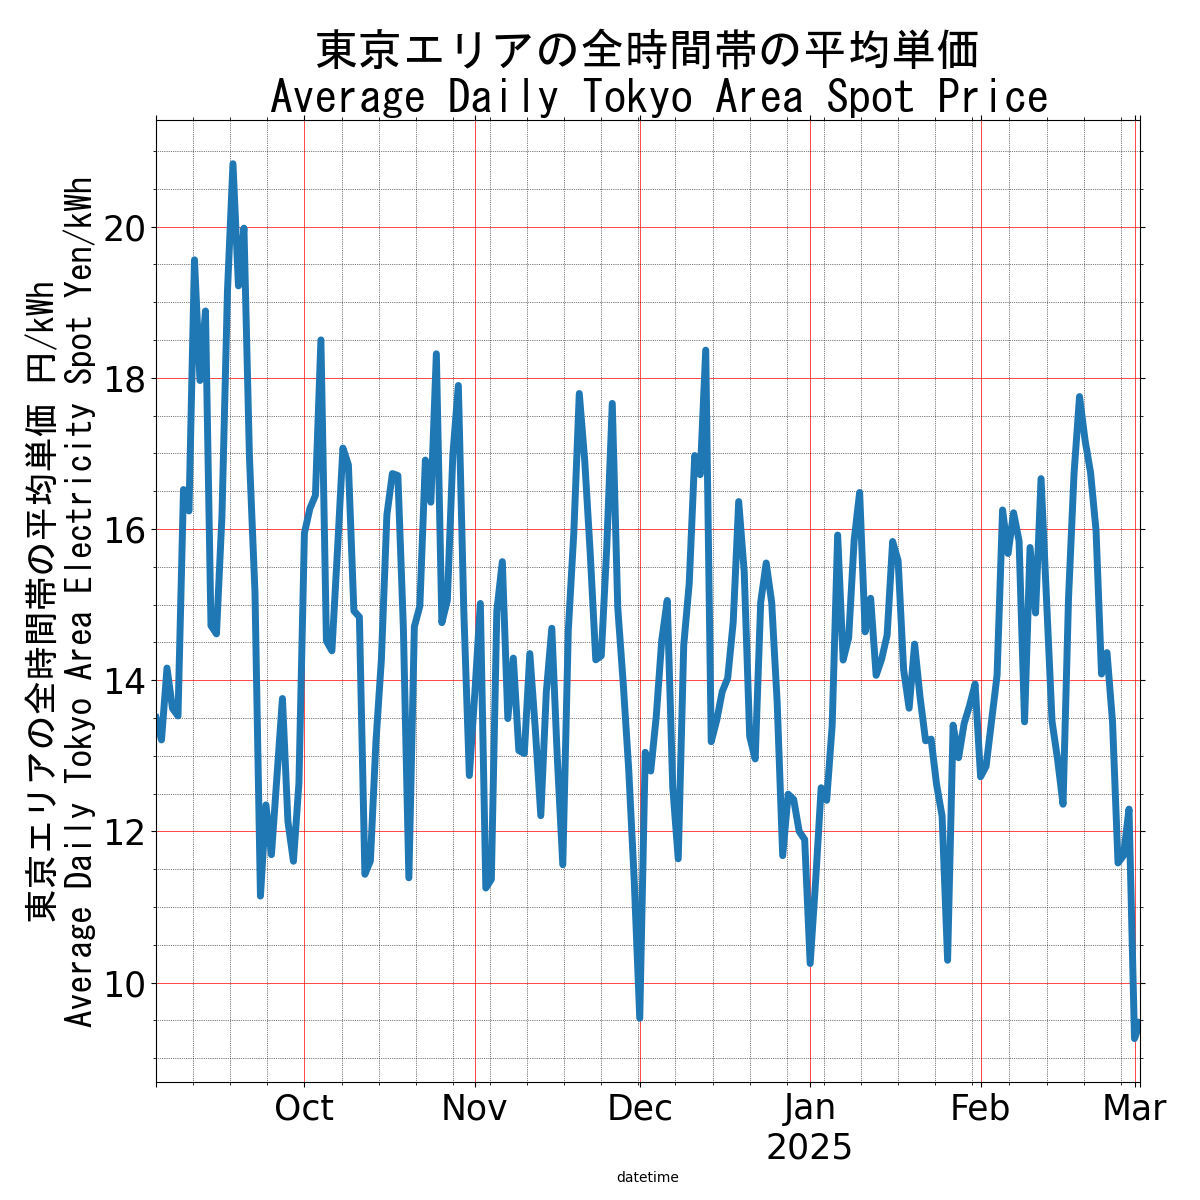 東京エリアの全時間帯の平均単価
Average Daily Tokyo Area Spot Price
東京エリアの全時間帯の平均単価 円/kWh
Average Daily Tokyo Area Electricity Spot Yen/kWh
20
18
16
14
12
10
Oct
Nov
Dec
Jan
2025
Feb
Mar
datetime